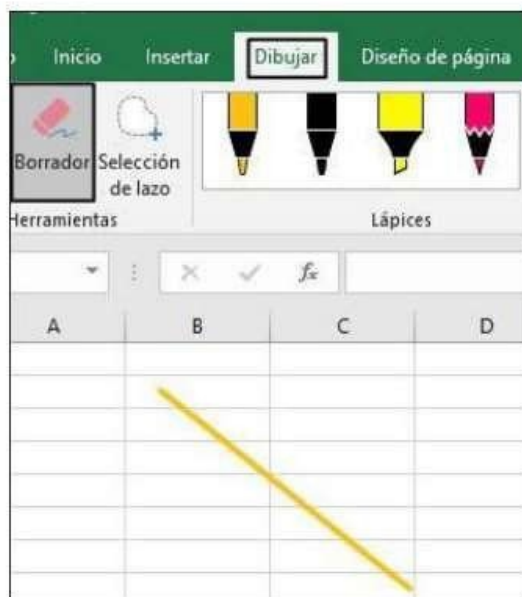 Inicio Insertar Dibujar Diseño de página
Borrador Selección
de lazo
Herramientas Lápices
fx
A B C D